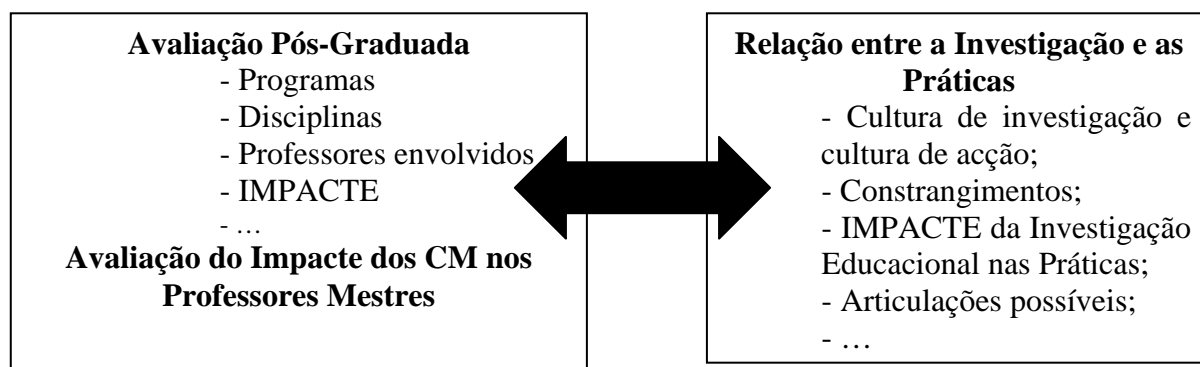 Avaliação Pós-Graduada
- Programas
- Disciplinas
- Professores envolvidos
- IMPACTE
- ...
Avaliação do Impacte dos CM nos
Professores Mestres
Relação entre a Investigação e as
Práticas
- Cultura de investigação e
cultura de acção;
- Constrangimentos;
- IMPACTE da Investigação
Educacional nas Práticas;
- Articulações possíveis;
- ...